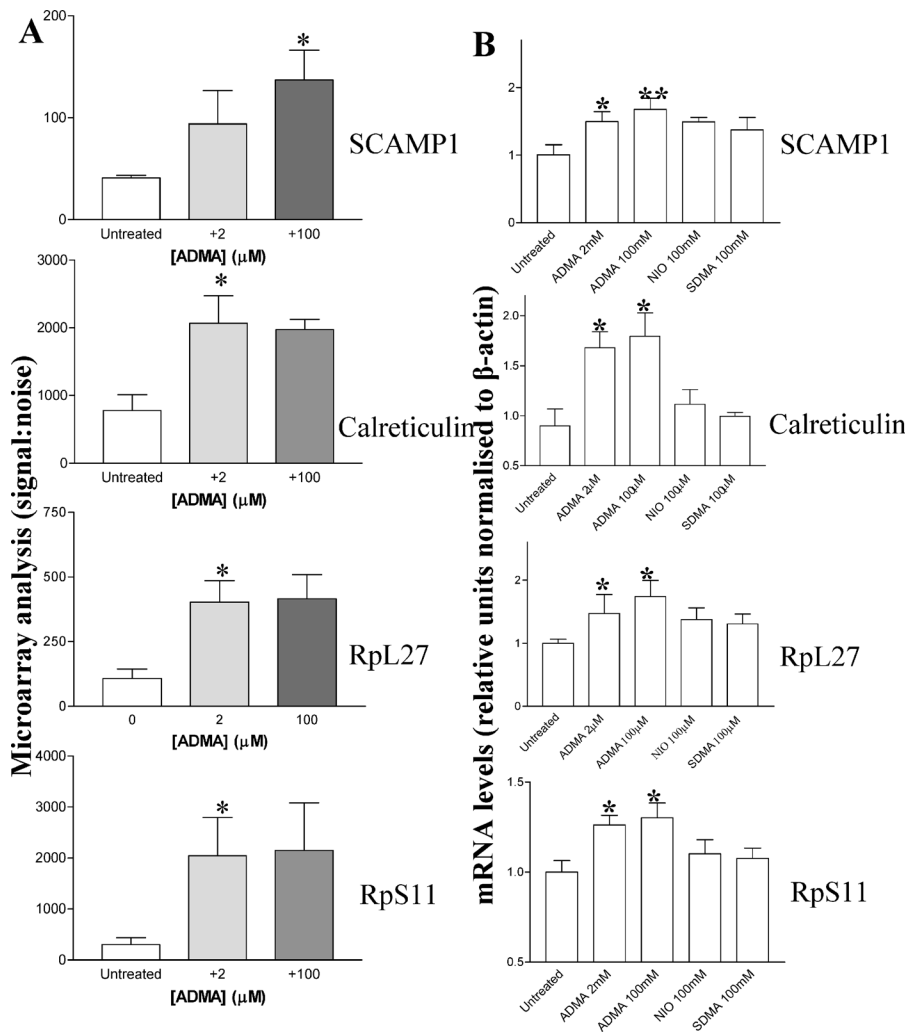 A
Microarray analysis (signal:noise)
200
100
0
*
Untreated +2 +100
[ADMA] (µM)
SCAMP1
3000
2000
1000
0
*
Untreated +2 +100
[ADMA] (µM)
Calreticulin
750
500
250
0
*
0 2 100
[ADMA] (µM)
RpL27
4000
3000
2000
1000
0
*
Untreated +2 +100
[ADMA] (µM)
RpS11
B
mRNA levels (relative units normalised to β-actin)
2
1
0
* **
Untreated
ADMA 2mM
ADMA 100mM
NIO 100mM
SDMA 100mM
SCAMP1
2.0
1.5
1.0
0.5
* *
Untreated
ADMA 2µM
ADMA 100µM
NIO 100µM
SDMA 100µM
Calreticulin
2
1
0
* *
Untreated
ADMA 2µM
ADMA 100µM
NIO 100µM
SDMA 100µM
RpL27
1.5
1.0
0.5
* *
Untreated
ADMA 2mM
ADMA 100mM
NIO 100mM
SDMA 100mM
RpS11